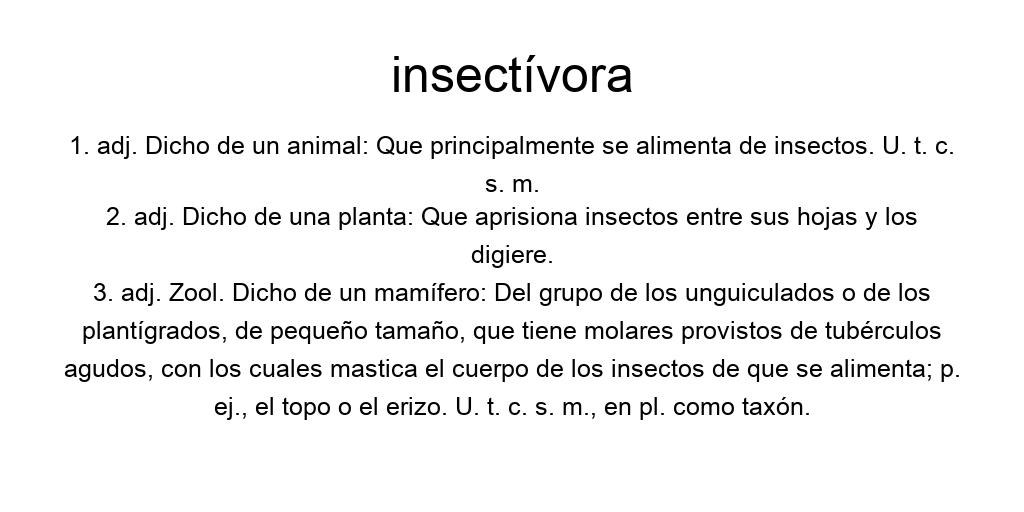 insectívora
1. adj. Dicho de un animal: Que principalmente se alimenta de insectos. U. t. c.
s. m.
2. adj. Dicho de una planta: Que aprisiona insectos entre sus hojas y los
digiere.
3. adj. Zool. Dicho de un mamífero: Del grupo de los unguiculados o de los
plantígrados, de pequeño tamaño, que tiene molares provistos de tubérculos
agudos, con los cuales mastica el cuerpo de los insectos de que se alimenta; p.
ej., el topo o el erizo. U. t. c. s. m., en pl. como taxón.